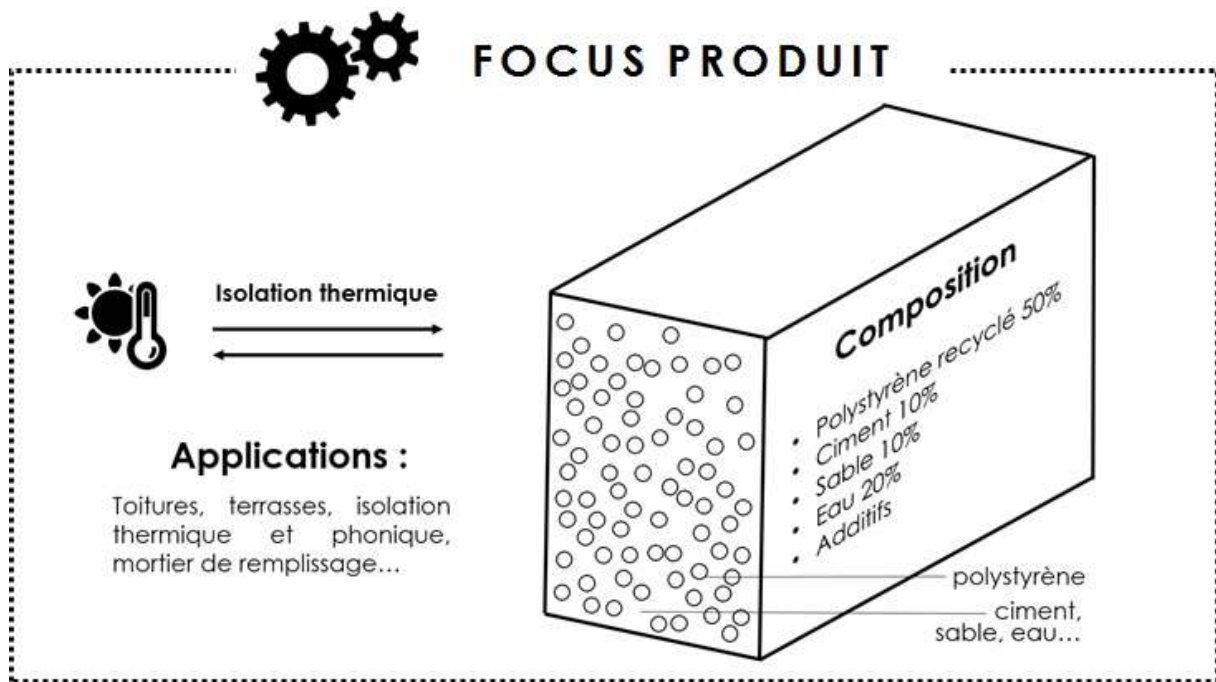 FOCUS PRODUIT
Isolation thermique
Applications :
Toitures, terrasses, isolation
thermique et phonique,
mortier de remplissage...
Composition
• Polystyrène recyclé 50%
• Ciment 10%
• Sable 10%
• Eau 20%
• Additifs
polystyrène
ciment,
sable, eau...